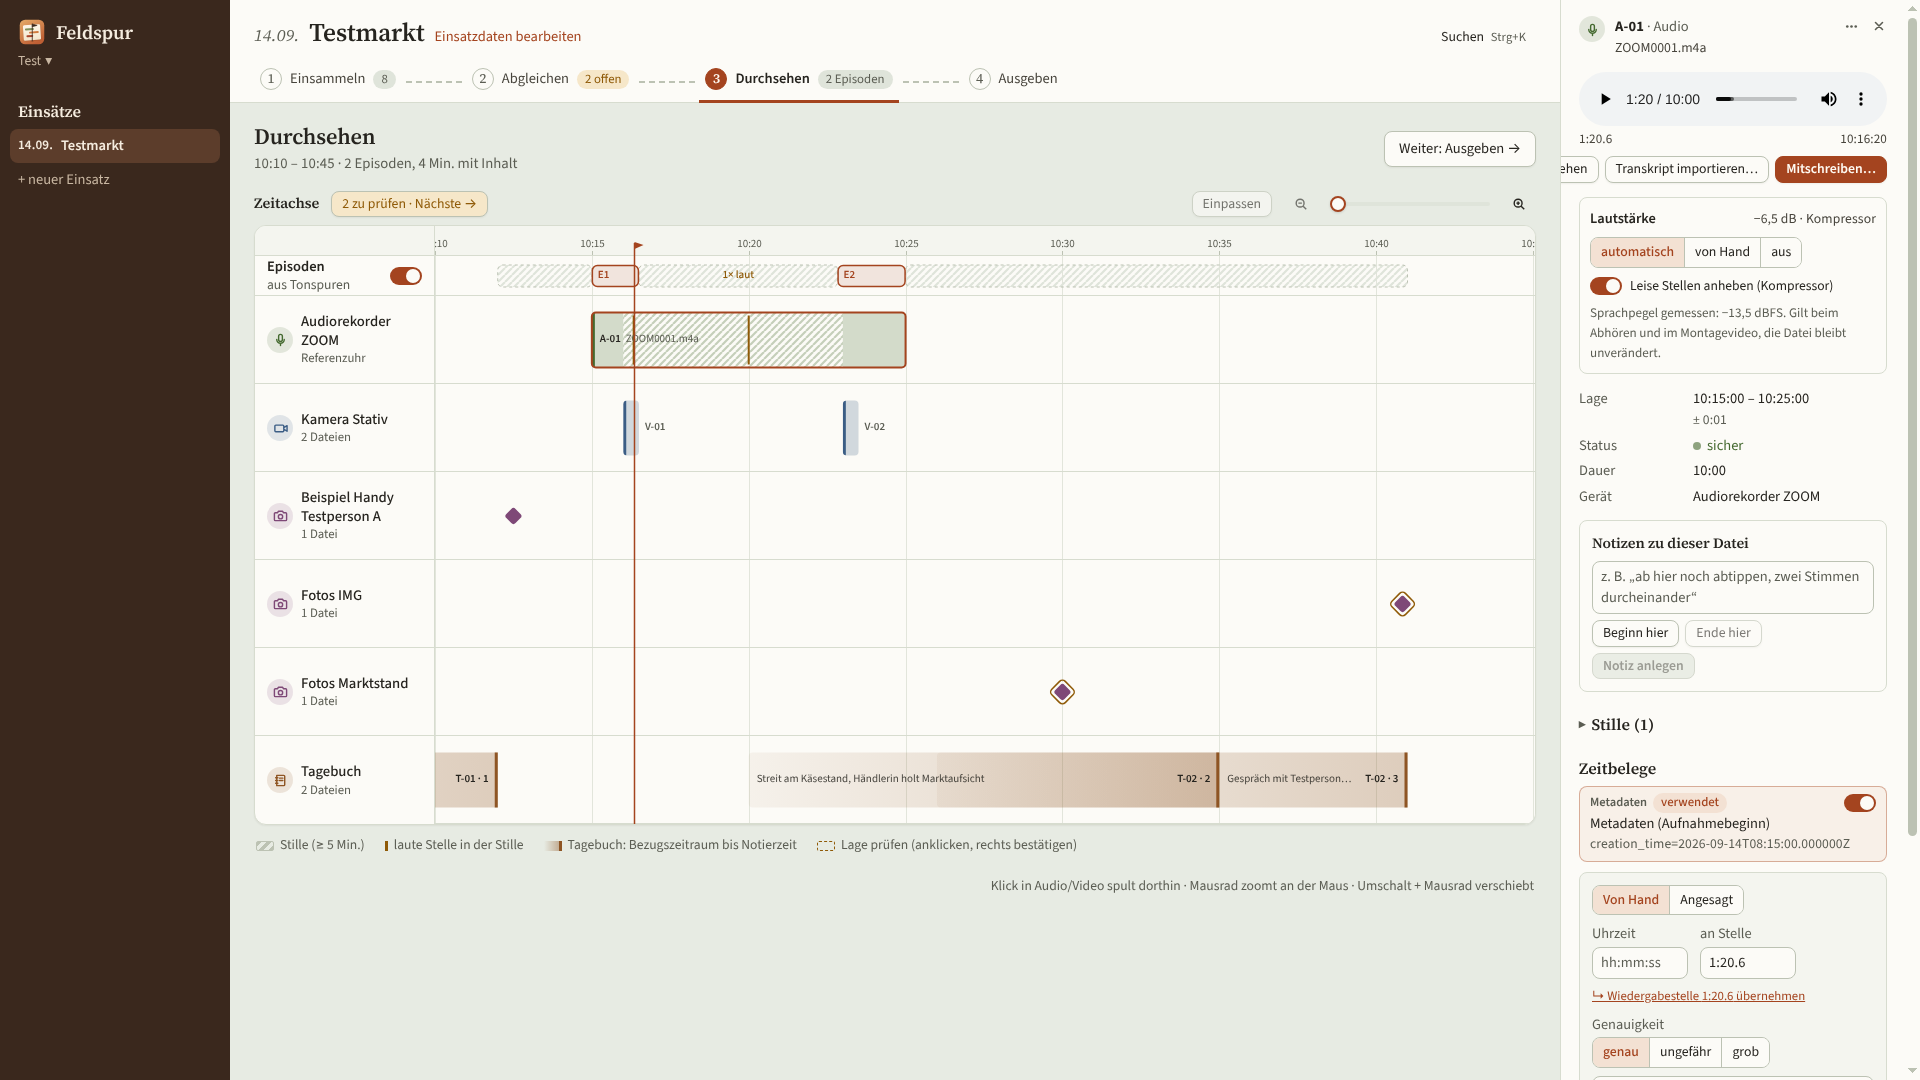 Feldspur
Test ▾
Einsätze
14.09. Testmarkt
+ neuer Einsatz
14.09. Testmarkt Einsatzdaten bearbeiten
Suchen Strg+K
1 Einsammeln 8
2 Abgleichen 2 offen
3 Durchsehen 2 Episoden
4 Ausgeben
Durchsehen
10:10 – 10:45 · 2 Episoden, 4 Min. mit Inhalt
Weiter: Ausgeben →
Zeitachse
2 zu prüfen · Nächste →
Einpassen
:10 10:15 10:20 10:25 10:30 10:35 10:40 10:
Episoden
aus Tonspuren
E1 1× laut E2
Audiorekorder
ZOOM
Referenzuhr
A-01 ZOOM0001.m4a
Kamera Stativ
2 Dateien
V-01
V-02
Beispiel Handy
Testperson A
1 Datei
Fotos IMG
1 Datei
Fotos Marktstand
1 Datei
Tagebuch
2 Dateien
T-01 · 1
Streit am Käsestand, Händlerin holt Marktaufsicht T-02 · 2
Gespräch mit Testperson… T-02 · 3
Stille (≥ 5 Min.)
laute Stelle in der Stille
Tagebuch: Bezugszeitraum bis Notierzeit
Lage prüfen (anklicken, rechts bestätigen)
Klick in Audio/Video spult dorthin · Mausrad zoomt an der Maus · Umschalt + Mausrad verschiebt
A-01 · Audio
ZOOM0001.m4a
1:20 / 10:00
1:20.6 10:16:20
ehen
Transkript importieren…
Mitschreiben…
Lautstärke −6,5 dB · Kompressor
automatisch von Hand aus
Leise Stellen anheben (Kompressor)
Sprachpegel gemessen: −13,5 dBFS. Gilt beim
Abhören und im Montagevideo, die Datei bleibt
unverändert.
Lage 10:15:00 – 10:25:00
± 0:01
Status sicher
Dauer 10:00
Gerät Audiorekorder ZOOM
Notizen zu dieser Datei
z. B. „ab hier noch abtippen, zwei Stimmen
durcheinander“
Beginn hier Ende hier
Notiz anlegen
▸ Stille (1)
Zeitbelege
Metadaten verwendet
Metadaten (Aufnahmebeginn)
creation_time=2026-09-14T08:15:00.000000Z
Von Hand Angesagt
Uhrzeit an Stelle
hh:mm:ss 1:20.6
↳ Wiedergabestelle 1:20.6 übernehmen
Genauigkeit
genau ungefähr grob